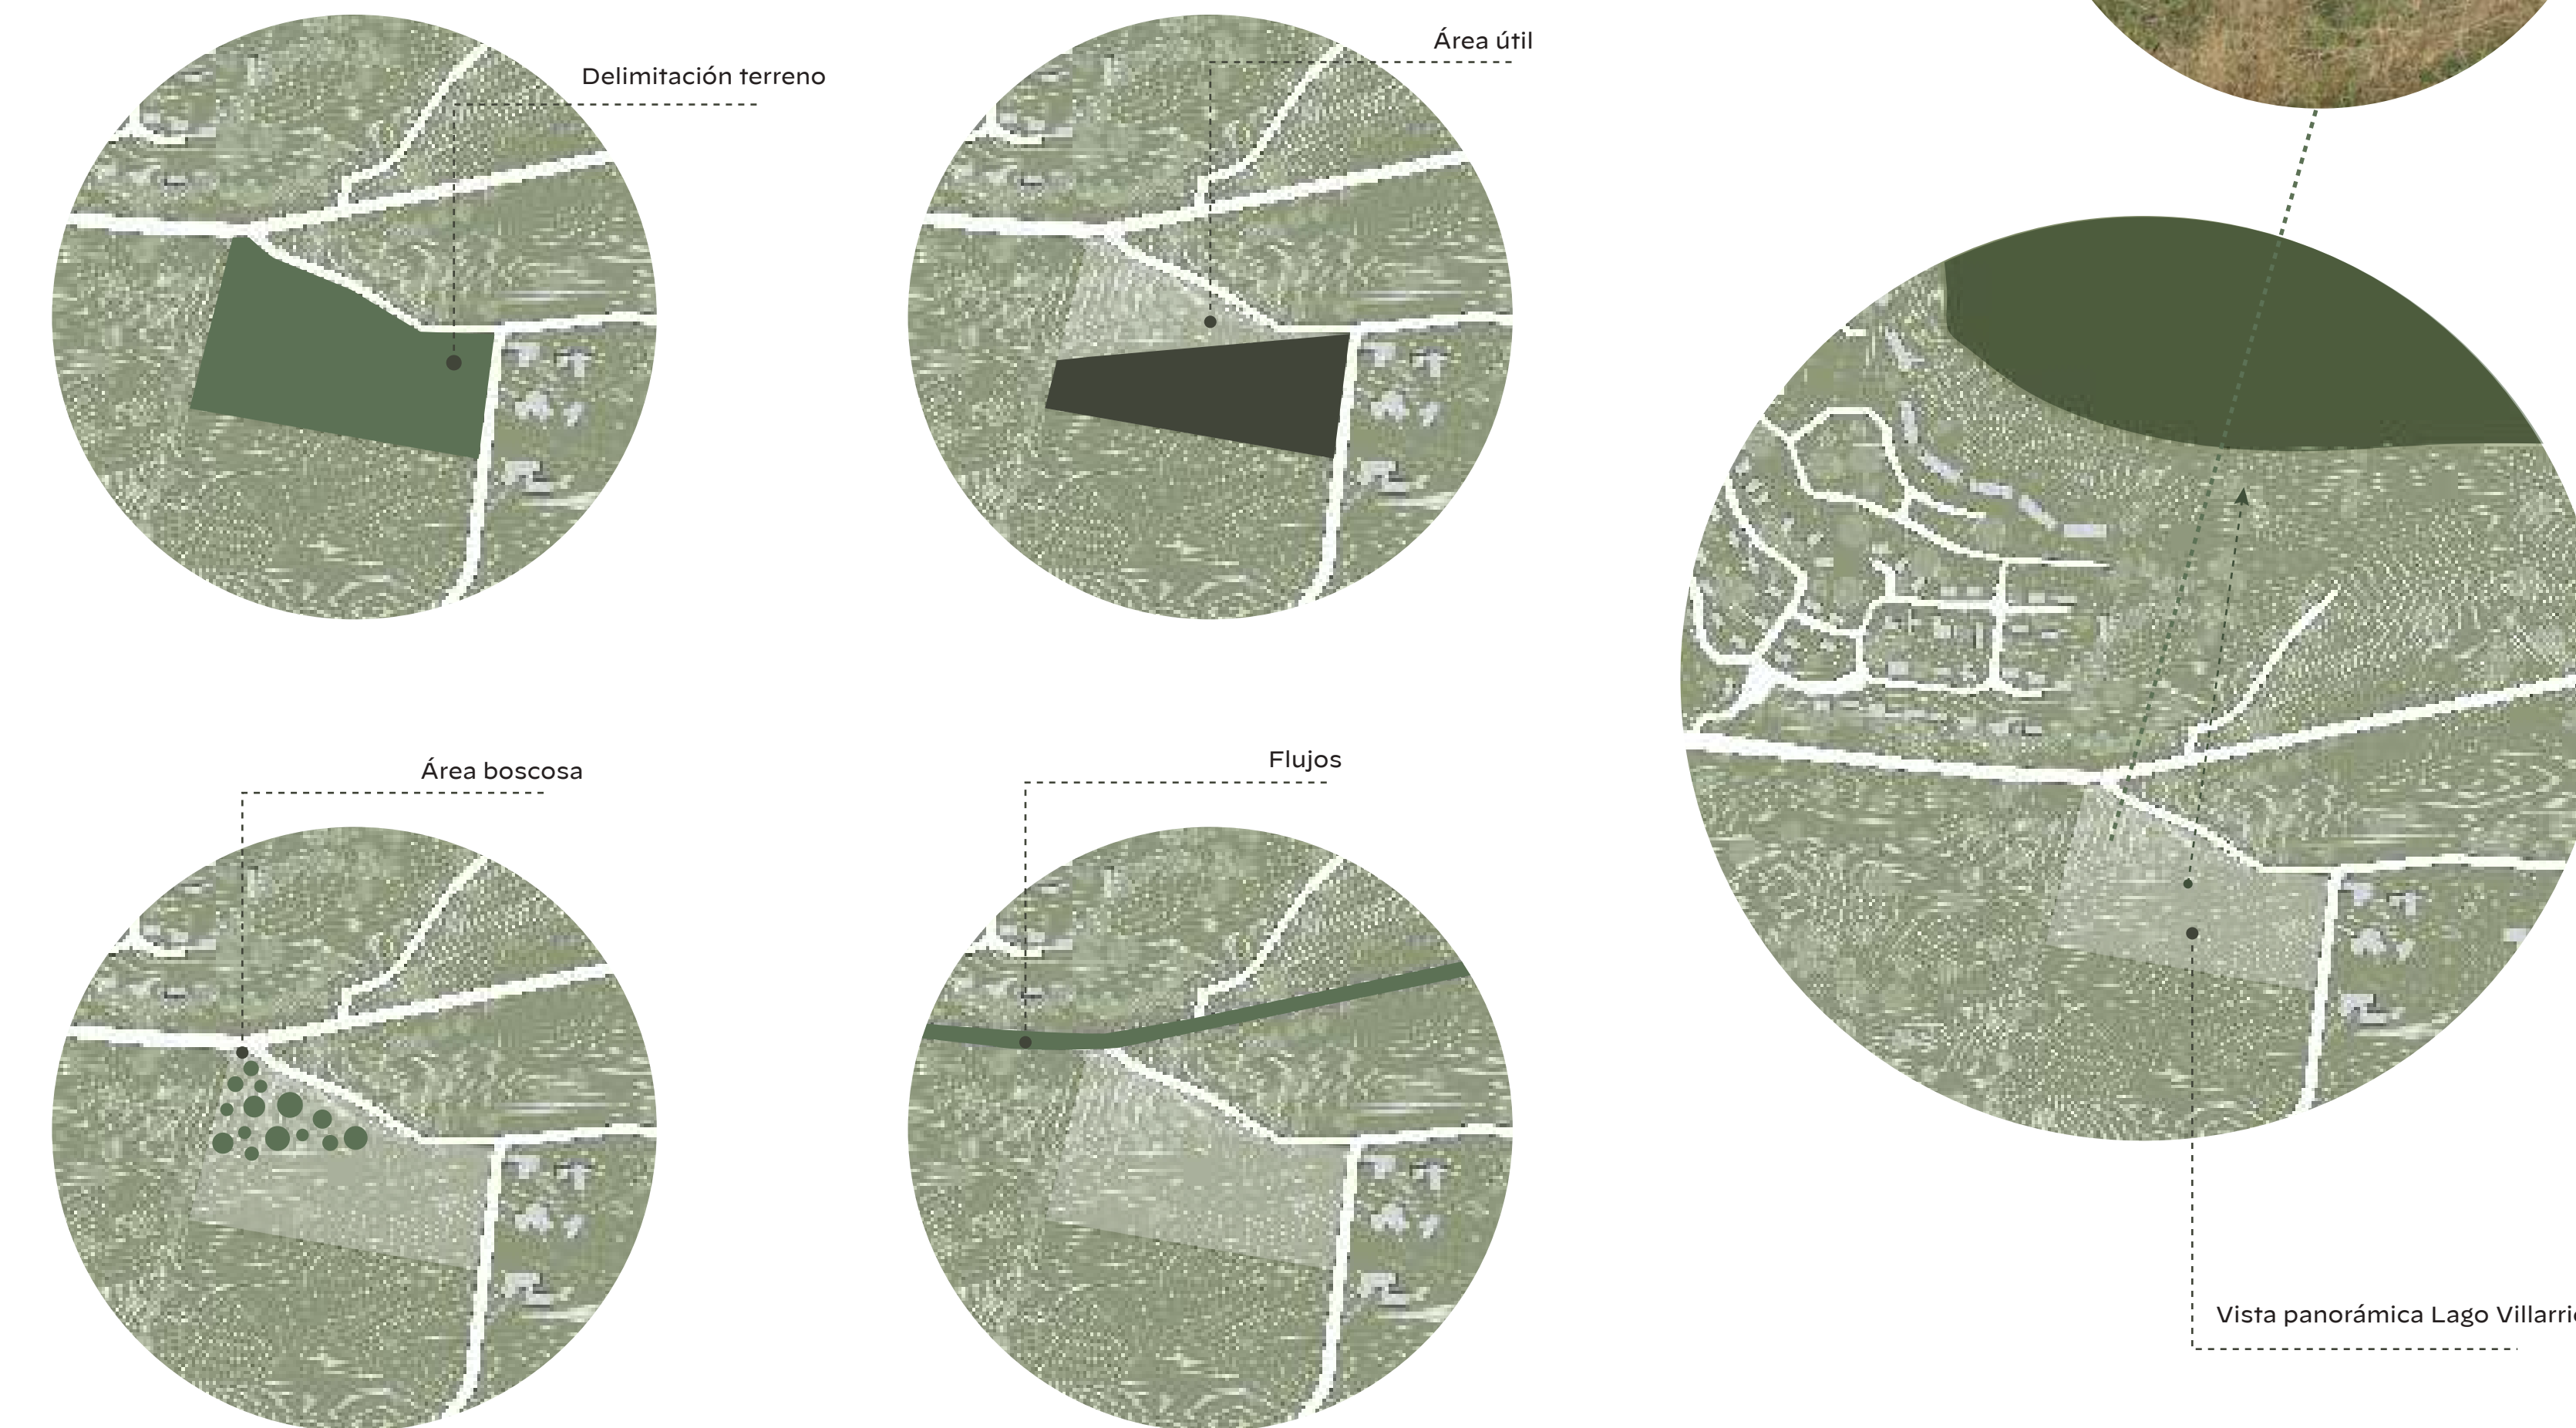 Delimitación terreno
Área útil
Área boscosa
Flujos
Vista panorámica Lago